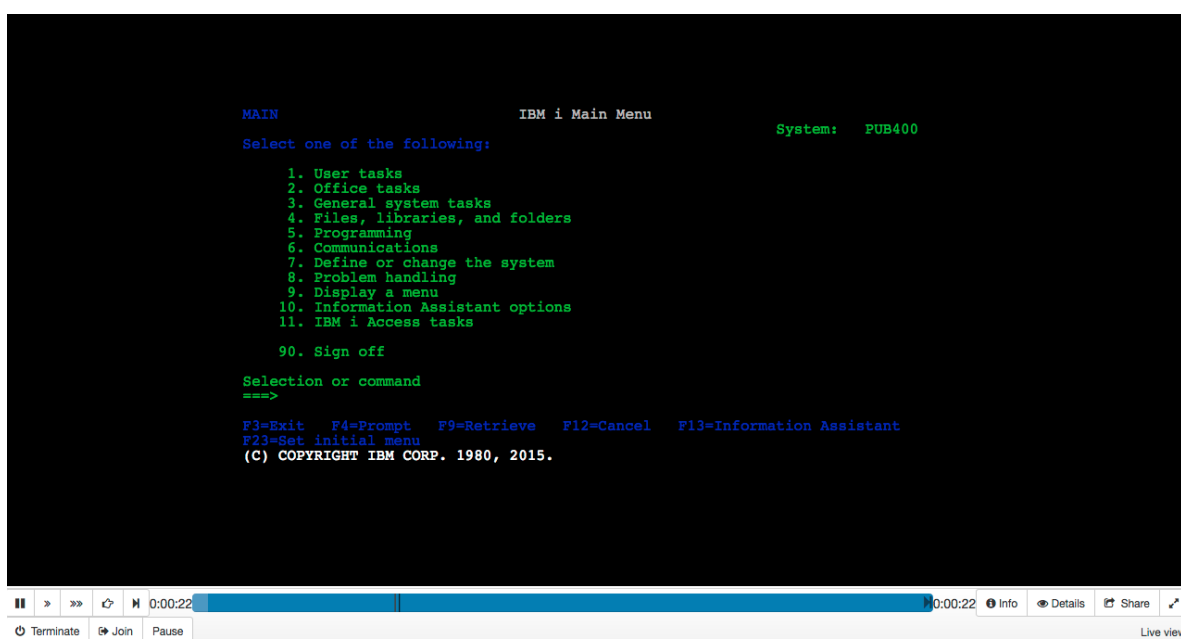 MAIN IBM i Main Menu
System: PUB400
Select one of the following:
1. User tasks
2. Office tasks
3. General system tasks
4. Files, libraries, and folders
5. Programming
6. Communications
7. Define or change the system
8. Problem handling
9. Display a menu
10. Information Assistant options
11. IBM i Access tasks
90. Sign off
Selection or command
===>
F3=Exit F4=Prompt F9=Retrieve F12=Cancel F13=Information Assistant
F23=Set initial menu
(C) COPYRIGHT IBM CORP. 1980, 2015.
0:00:22 0:00:22 Info Details Share
Terminate Join Pause Live view